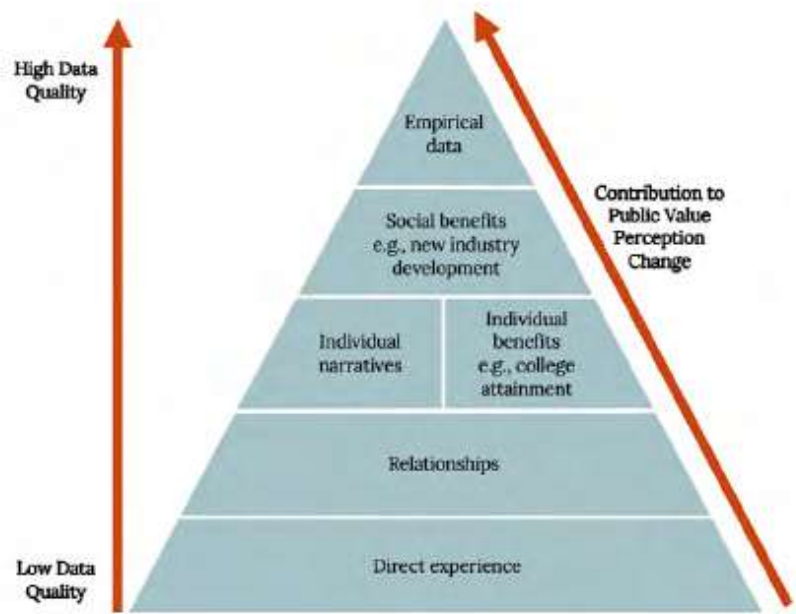 High Data
Quality
Empirical
data
Contribution to
Public Value
Perception
Change
Social benefits
e.g., new industry
development
Individual
narratives
Individual
benefits
e.g., college
attainment
Relationships
Low Data
Quality
Direct experience